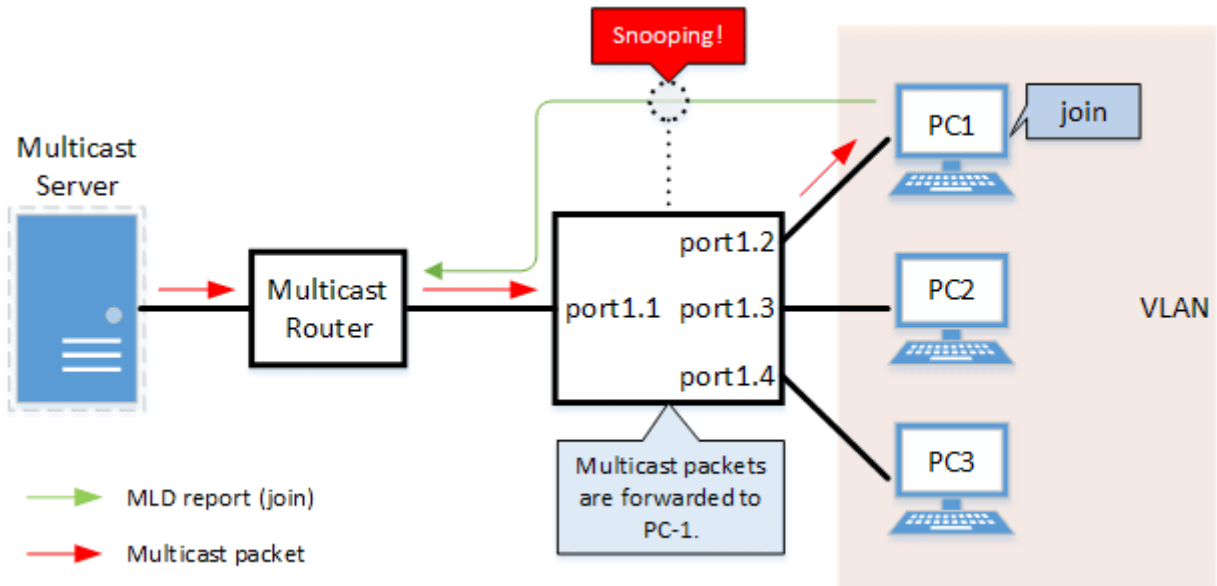 Snooping!
PC1
join
Multicast
Server
port1.2
Multicast
Router
port1.1
port1.3
PC2
VLAN
port1.4
PC3
Multicast packets
are forwarded to
PC-1.
MLD report (join)
Multicast packet